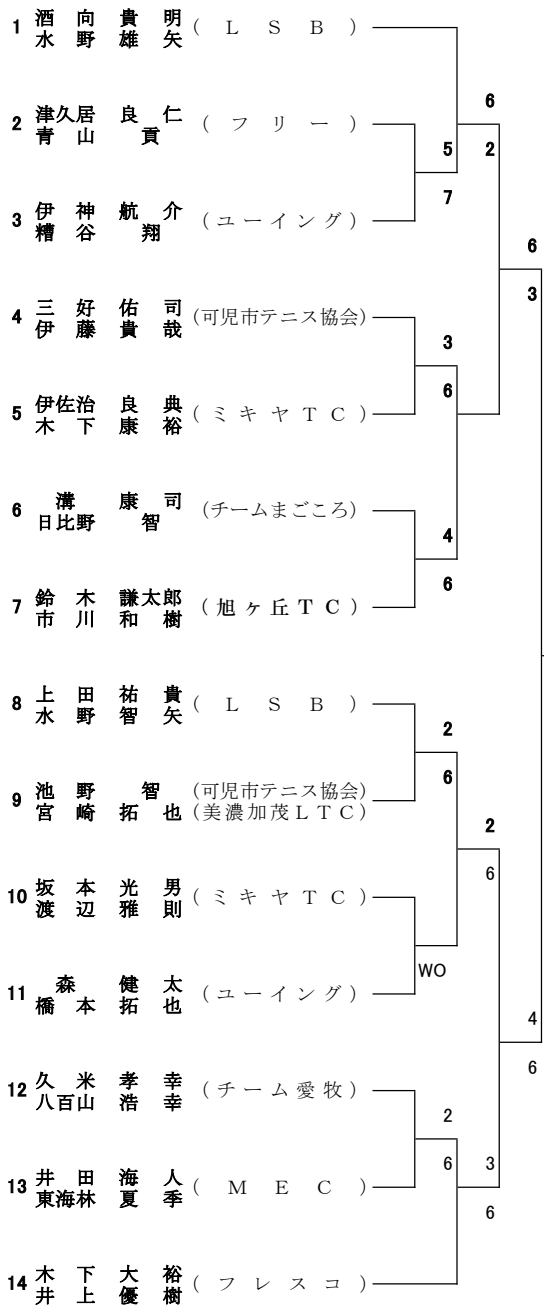 1 酒 向 貴 明 ( L S B )
水 野 雄 矢
6
2 津久居 良 仁 ( フ リ ー )
青 山 貢
5 2
7
3 伊 神 航 介 (ユーイング)
糟 谷 翔
6
3
4 三 好 佑 司 (可児市テニス協会)
伊 藤 貴 哉
3
6
5 伊佐治 良 典 ( ミ キ ヤ T C )
木 下 康 裕
6 溝 康 司 (チームまごころ)
日比野 智
4
6
7 鈴 木 謙太郎 ( 旭 ヶ 丘 T C )
市 川 和 樹
8 上 田 祐 貴 ( L S B )
水 野 智 矢
2
6
9 池 野 智 (可児市テニス協会)
宮 崎 拓 也 (美濃加茂LTC)
2
6
10 坂 本 光 男 ( ミ キ ヤ T C )
渡 辺 雅 則
WO
11 森 健 太 (ユーイング)
橋 本 拓 也
4
6
12 久 米 孝 幸 (チーム愛牧)
八百山 浩 幸
2
6 3
13 井 田 海 人 ( M E C )
東海林 夏 季
6
14 木 下 大 裕 ( フ レ ス コ )
井 上 優 樹